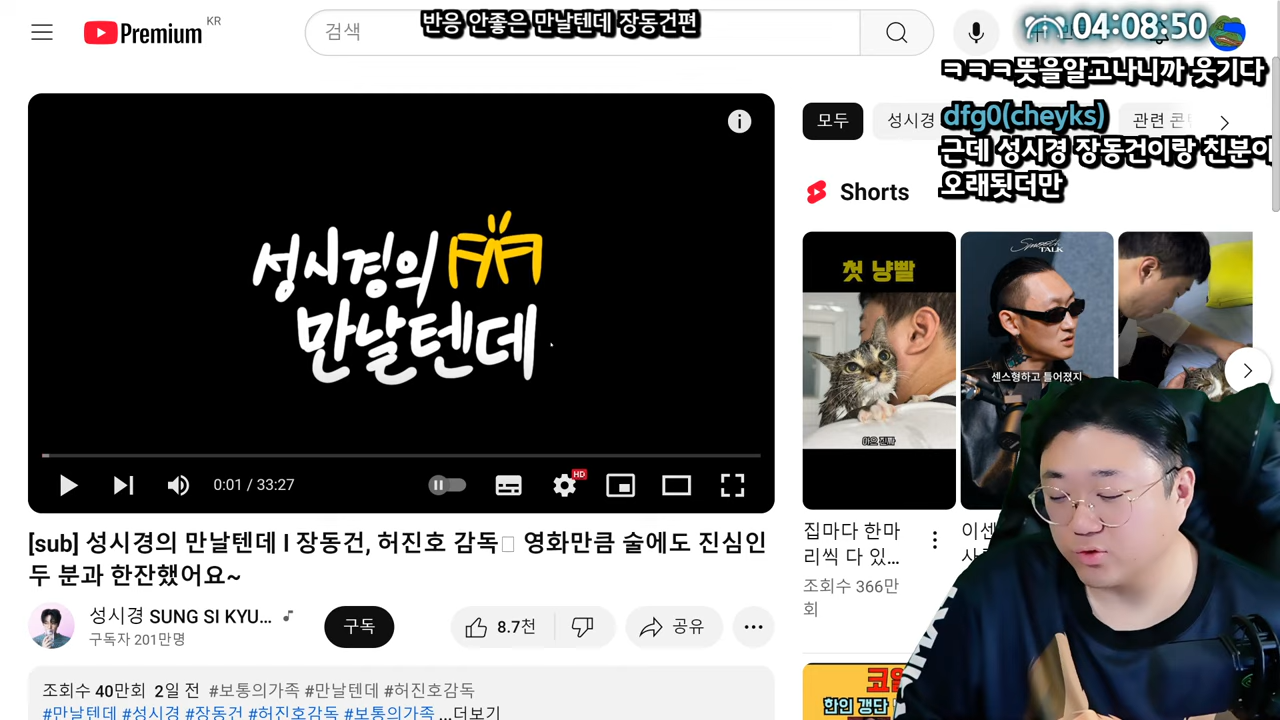 Premium KR
검색
반응 안좋은 만날텐데 장동건편
04:08:50
ㅋㅋㅋ뜻을알고나니까 웃기다
dfg0(cheyks)
근데 성시경 장동건이랑 친분이
오래됫더만
모두
성시경
관련 콘
Shorts
성시경의
만날텐데
첫 냥빨
Smooth TALK
센스형하고 틀어졌지
아으 진짜
0:01 / 33:27
HD
[sub] 성시경의 만날텐데 I 장동건, 허진호 감독 영화만큼 술에도 진심인
두 분과 한잔했어요~
집마다 한마
리씩 다 있...
조회수 366만
회
이센
성시경 SUNG SI KYU...
구독자 201만명
구독
8.7천
공유
조회수 40만회 2일 전 #보통의가족 #만날텐데 #허진호감독
#만날텐데 #성시경 #장동건 #허진호감독 #보통의가족 ...더보기
한인 갱단